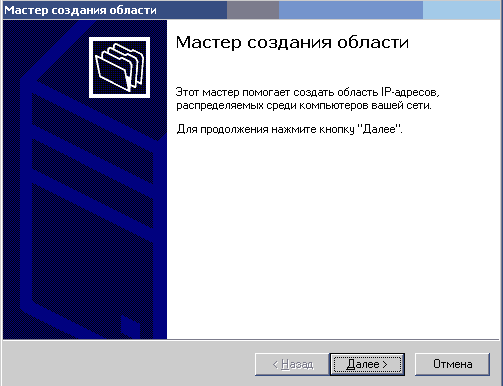 Мастер создания области
Мастер создания области
Этот мастер помогает создать область IP-адресов,
распределяемых среди компьютеров вашей сети.
Для продолжения нажмите кнопку "Далее".
< Назад
Далее >
Отмена